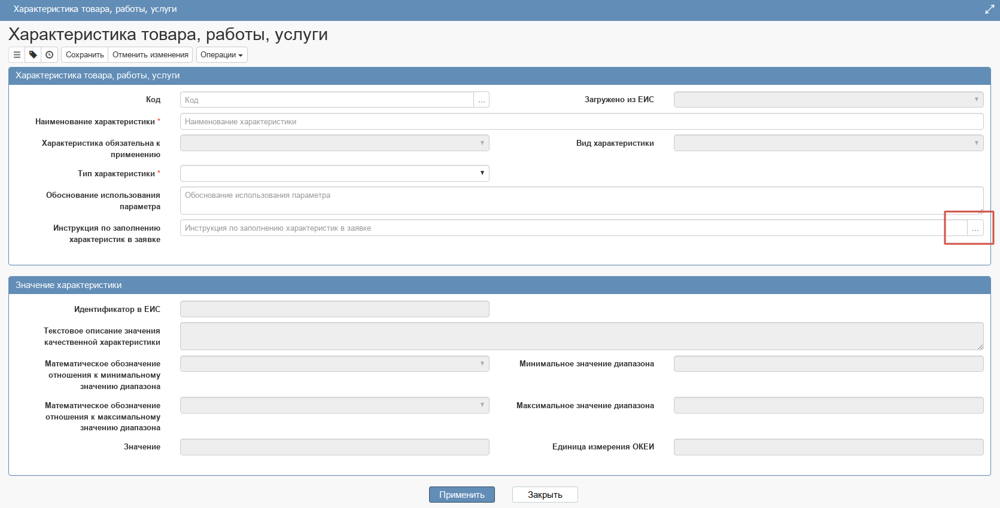 Характеристика товара, работы, услуги
Характеристика товара, работы, услуги
Сохранить Отменить изменения Операции
Характеристика товара, работы, услуги
Код Код ... Загружено из ЕИС
Наименование характеристики * Наименование характеристики
Характеристика обязательна к
применению
Вид характеристики
Тип характеристики *
Обоснование использования
параметра
Обоснование использования параметра
Инструкция по заполнению
характеристик в заявке
Инструкция по заполнению характеристик в заявке ...
Значение характеристики
Идентификатор в ЕИС
Текстовое описание значения
качественной характеристики
Математическое обозначение
отношения к минимальному
значению диапазона
Минимальное значение диапазона
Математическое обозначение
отношения к максимальному
значению диапазона
Максимальное значение диапазона
Значение Единица измерения ОКЕИ
Применить Закрыть